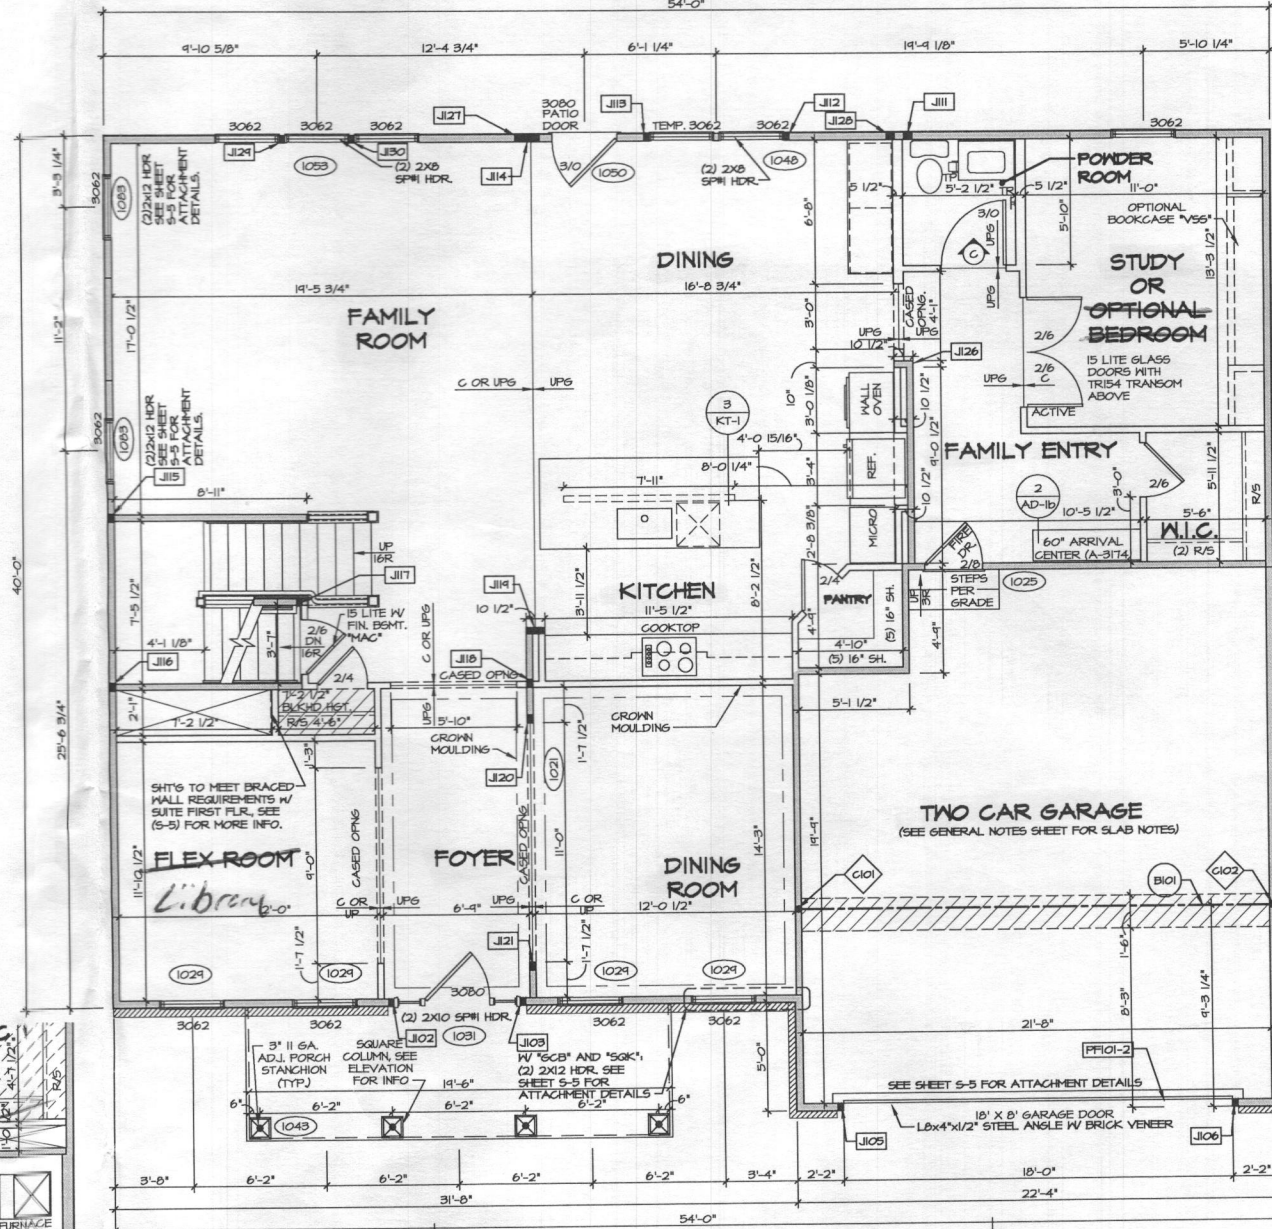 54'-0"
9'-10 5/8"
12'-4 3/4"
6'-1 1/4"
19'-9 1/8"
5'-10 1/4"
3062
3062
3062
J127
3080
PATIO
DOOR
J113
TEMP. 3062
3062
J112
J128
J111
3062
J129
1053
J130
(2) 2X8
SP#1 HDR.
J114
3/0
1050
(2) 2X8
SP#1 HDR.
1048
5 1/2"
TP
5'-2 1/2"
TR
POWDER
ROOM
5 1/2"
11'-0"
3'-3 1/4"
3062
1083
(2)2x12 HDR
SEE SHEET
S-5 FOR
ATTACHMENT
DETAILS.
6'-8"
3/0
UPG
C
5'-10"
OPTIONAL
BOOKCASE "VSS"
13'-3 1/2"
DINING
STUDY
OR
OPTIONAL
BEDROOM
19'-5 3/4"
16'-8 3/4"
FAMILY
ROOM
11'-2"
17'-0 1/2"
3'-0"
CASED
OPNG.
4'-1"
UPG
UPG
UPG
10 1/2"
J126
2/6
2/6
15 LITE GLASS
DOORS WITH
TR154 TRANSOM
ABOVE
UPG
C
ACTIVE
C OR UPG
UPG
3
KT-1
10"
3'-0 1/8"
WALL
OVEN
10 1/2"
9'-0 1/2"
3062
1083
(2)2x12 HDR
SEE SHEET
S-5 FOR
ATTACHMENT
DETAILS.
J115
8'-11"
4'-0 15/16"
8'-0 1/4"
7'-11"
3'-4"
REF.
10 1/2"
FAMILY ENTRY
2
AD-1b
3'-0"
10'-5 1/2"
2/6
5'-11 1/2"
5'-6"
R/S
W.I.C.
(2) R/S
60" ARRIVAL
CENTER (A-3174)
40'-0"
UP
16R
J117
2'-8 3/8"
MICRO
FIRE
DR.
2/8
2/4
STEPS
PER
GRADE
UP
3R
1025
7'-5 1/2"
KITCHEN
3'-11 1/2"
8'-2 1/2"
PANTRY
(5) 16" SH.
J119
10 1/2"
11'-5 1/2"
COOKTOP
15 LITE W/
FIN. BSMT.
"MAC"
2/6
DN
16R
3'-7"
4'-1 1/8"
J116
2/4
C OR UPG
J118
CASED OPNG
4'-9"
4'-10"
(5) 16" SH.
4'-9"
5'-1 1/2"
2'-1"
7'-2 1/2"
7'-2 1/2"
BLKHD HGT.
R/S 4'-6"
UPG
5'-10"
CROWN
MOULDING
CROWN
MOULDING
1'-7 1/2"
1021
J120
25'-6 3/4"
1'-3"
SHT'G TO MEET BRACED
WALL REQUIREMENTS W/
SUITE FIRST FLR., SEE
(S-5) FOR MORE INFO.
CASED OPNG
CASED OPNG
TWO CAR GARAGE
(SEE GENERAL NOTES SHEET FOR SLAB NOTES)
11'-10 1/2"
FLEX ROOM
Library
9'-0"
FOYER
11'-0"
DINING
ROOM
14'-3"
19'-9"
C101
B101
C102
2'-0"
C OR
UP
UPG
6'-9"
UPG
C OR
UP
12'-0 1/2"
1'-7 1/2"
J121
1'-7 1/2"
1'-6"
8'-3"
9'-3 1/4"
1029
1029
1029
1029
3080
(2) 2X10 SP#1 HDR.
3062
3062
J102
1031
J103
3062
3062
21'-8"
3" 11 GA.
ADJ. PORCH
STANCHION
(TYP.)
SQUARE
COLUMN, SEE
ELEVATION
FOR INFO
W/ "GCB" AND "SQK":
(2) 2X12 HDR. SEE
SHEET S-5 FOR
ATTACHMENT DETAILS
5'-0"
PF101-2
SEE SHEET S-5 FOR ATTACHMENT DETAILS
19'-6"
6"
6'-2"
6'-2"
6'-2"
6"
1043
18' X 8' GARAGE DOOR
L8x4"x1/2" STEEL ANGLE W/ BRICK VENEER
J105
J106
4'-7 1/2"
R/S
1'-10 1/2"
3'-8"
6'-2"
6'-2"
6'-2"
6'-2"
3'-4"
2'-2"
18'-0"
2'-2"
31'-8"
22'-4"
FURNACE
54'-0"